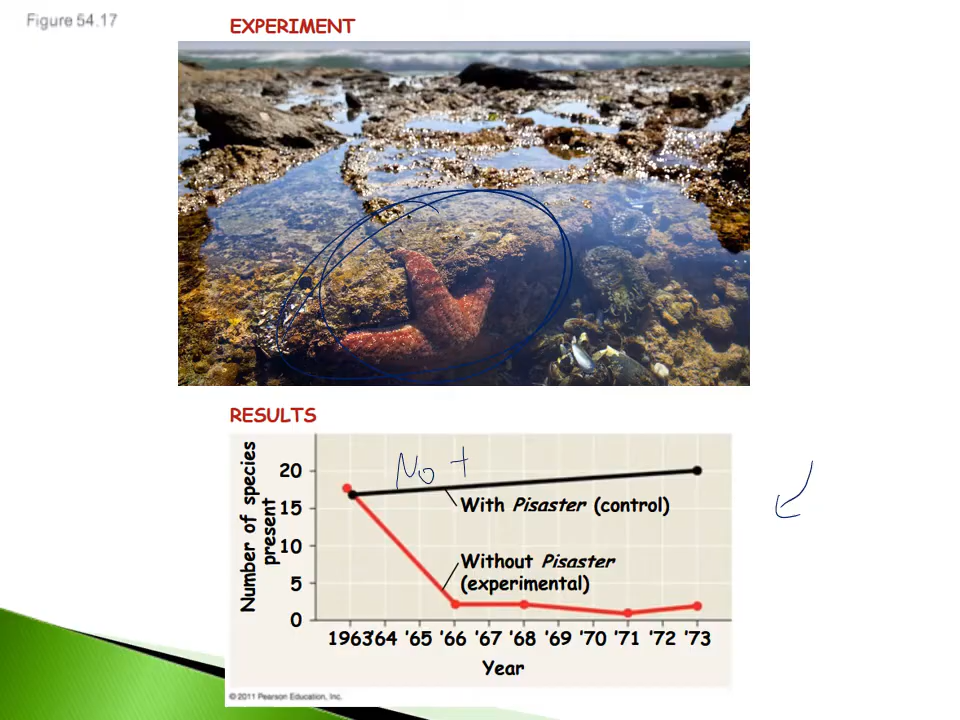 Figure 54.17
EXPERIMENT
RESULTS
Number of species
present
20
15
10
5
0
No +
With Pisaster (control)
Without Pisaster
(experimental)
1963 '64 '65 '66 '67 '68 '69 '70 '71 '72 '73
Year
© 2011 Pearson Education, Inc.